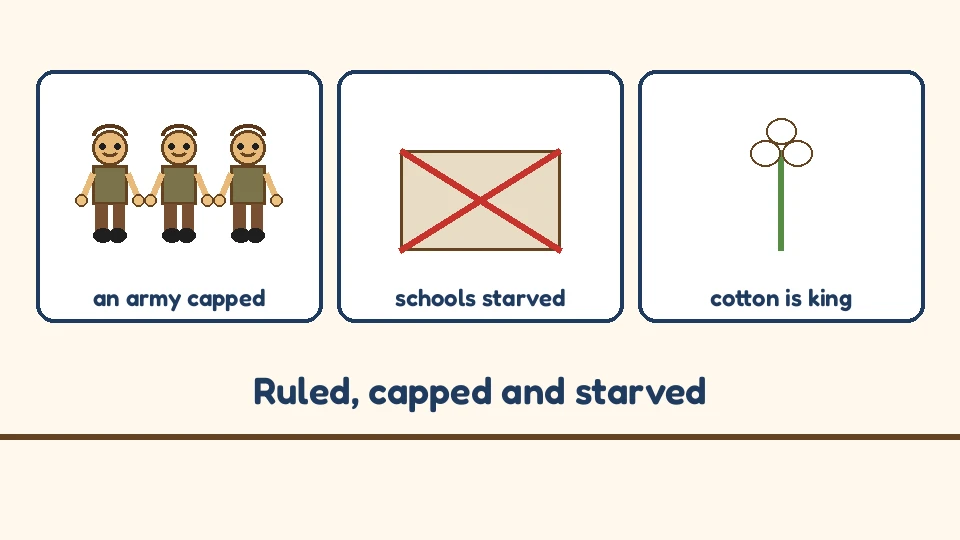 an army capped
schools starved
cotton is king
Ruled, capped and starved